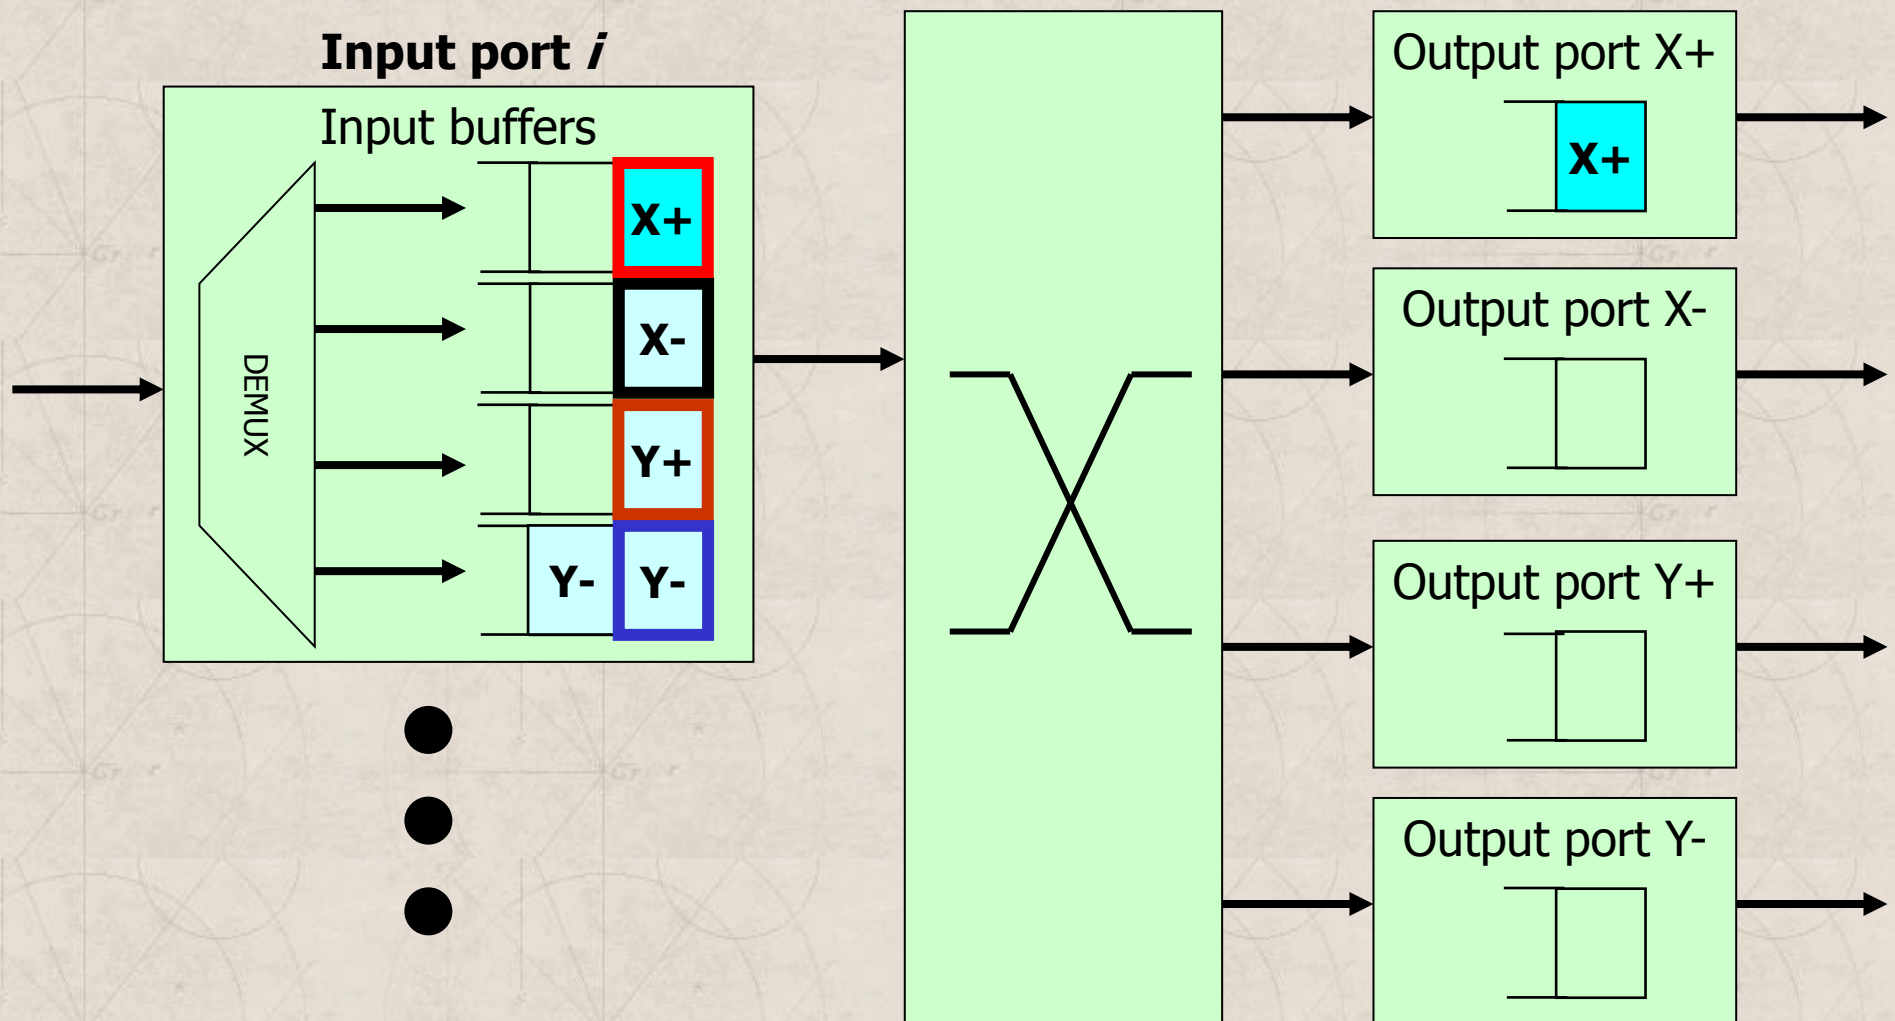 Input port i
Input buffers
DEMUX
X+
X-
Y+
Y- Y-
Output port X+
X+
Output port X-
Output port Y+
Output port Y-